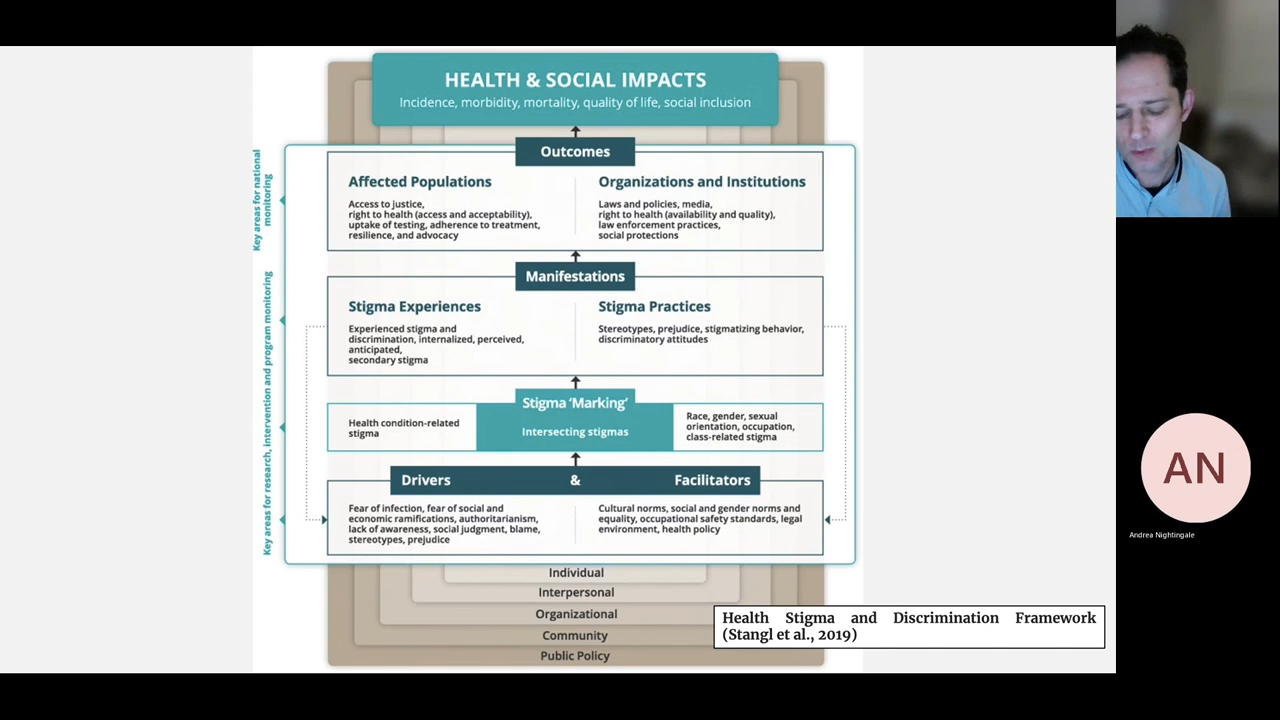 HEALTH & SOCIAL IMPACTS
Incidence, morbidity, mortality, quality of life, social inclusion
Outcomes
Affected Populations
Access to justice,
right to health (access and acceptability),
uptake of testing, adherence to treatment,
resilience, and advocacy
Organizations and Institutions
Laws and policies, media,
right to health (availability and quality),
law enforcement practices,
social protections
Key areas for national
monitoring
Manifestations
Stigma Experiences
Experienced stigma and
discrimination, internalized, perceived,
anticipated,
secondary stigma
Stigma Practices
Stereotypes, prejudice, stigmatizing behavior,
discriminatory attitudes
Key areas for research, intervention and program monitoring
Stigma ‘Marking’
Intersecting stigmas
Health condition-related
stigma
Race, gender, sexual
orientation, occupation,
class-related stigma
Drivers & Facilitators
Fear of infection, fear of social and
economic ramifications, authoritarianism,
lack of awareness, social judgment, blame,
stereotypes, prejudice
Cultural norms, social and gender norms and
equality, occupational safety standards, legal
environment, health policy
Individual
Interpersonal
Organizational
Community
Public Policy
Health Stigma and Discrimination Framework
(Stangl et al., 2019)
AN
Andrea Nightingale